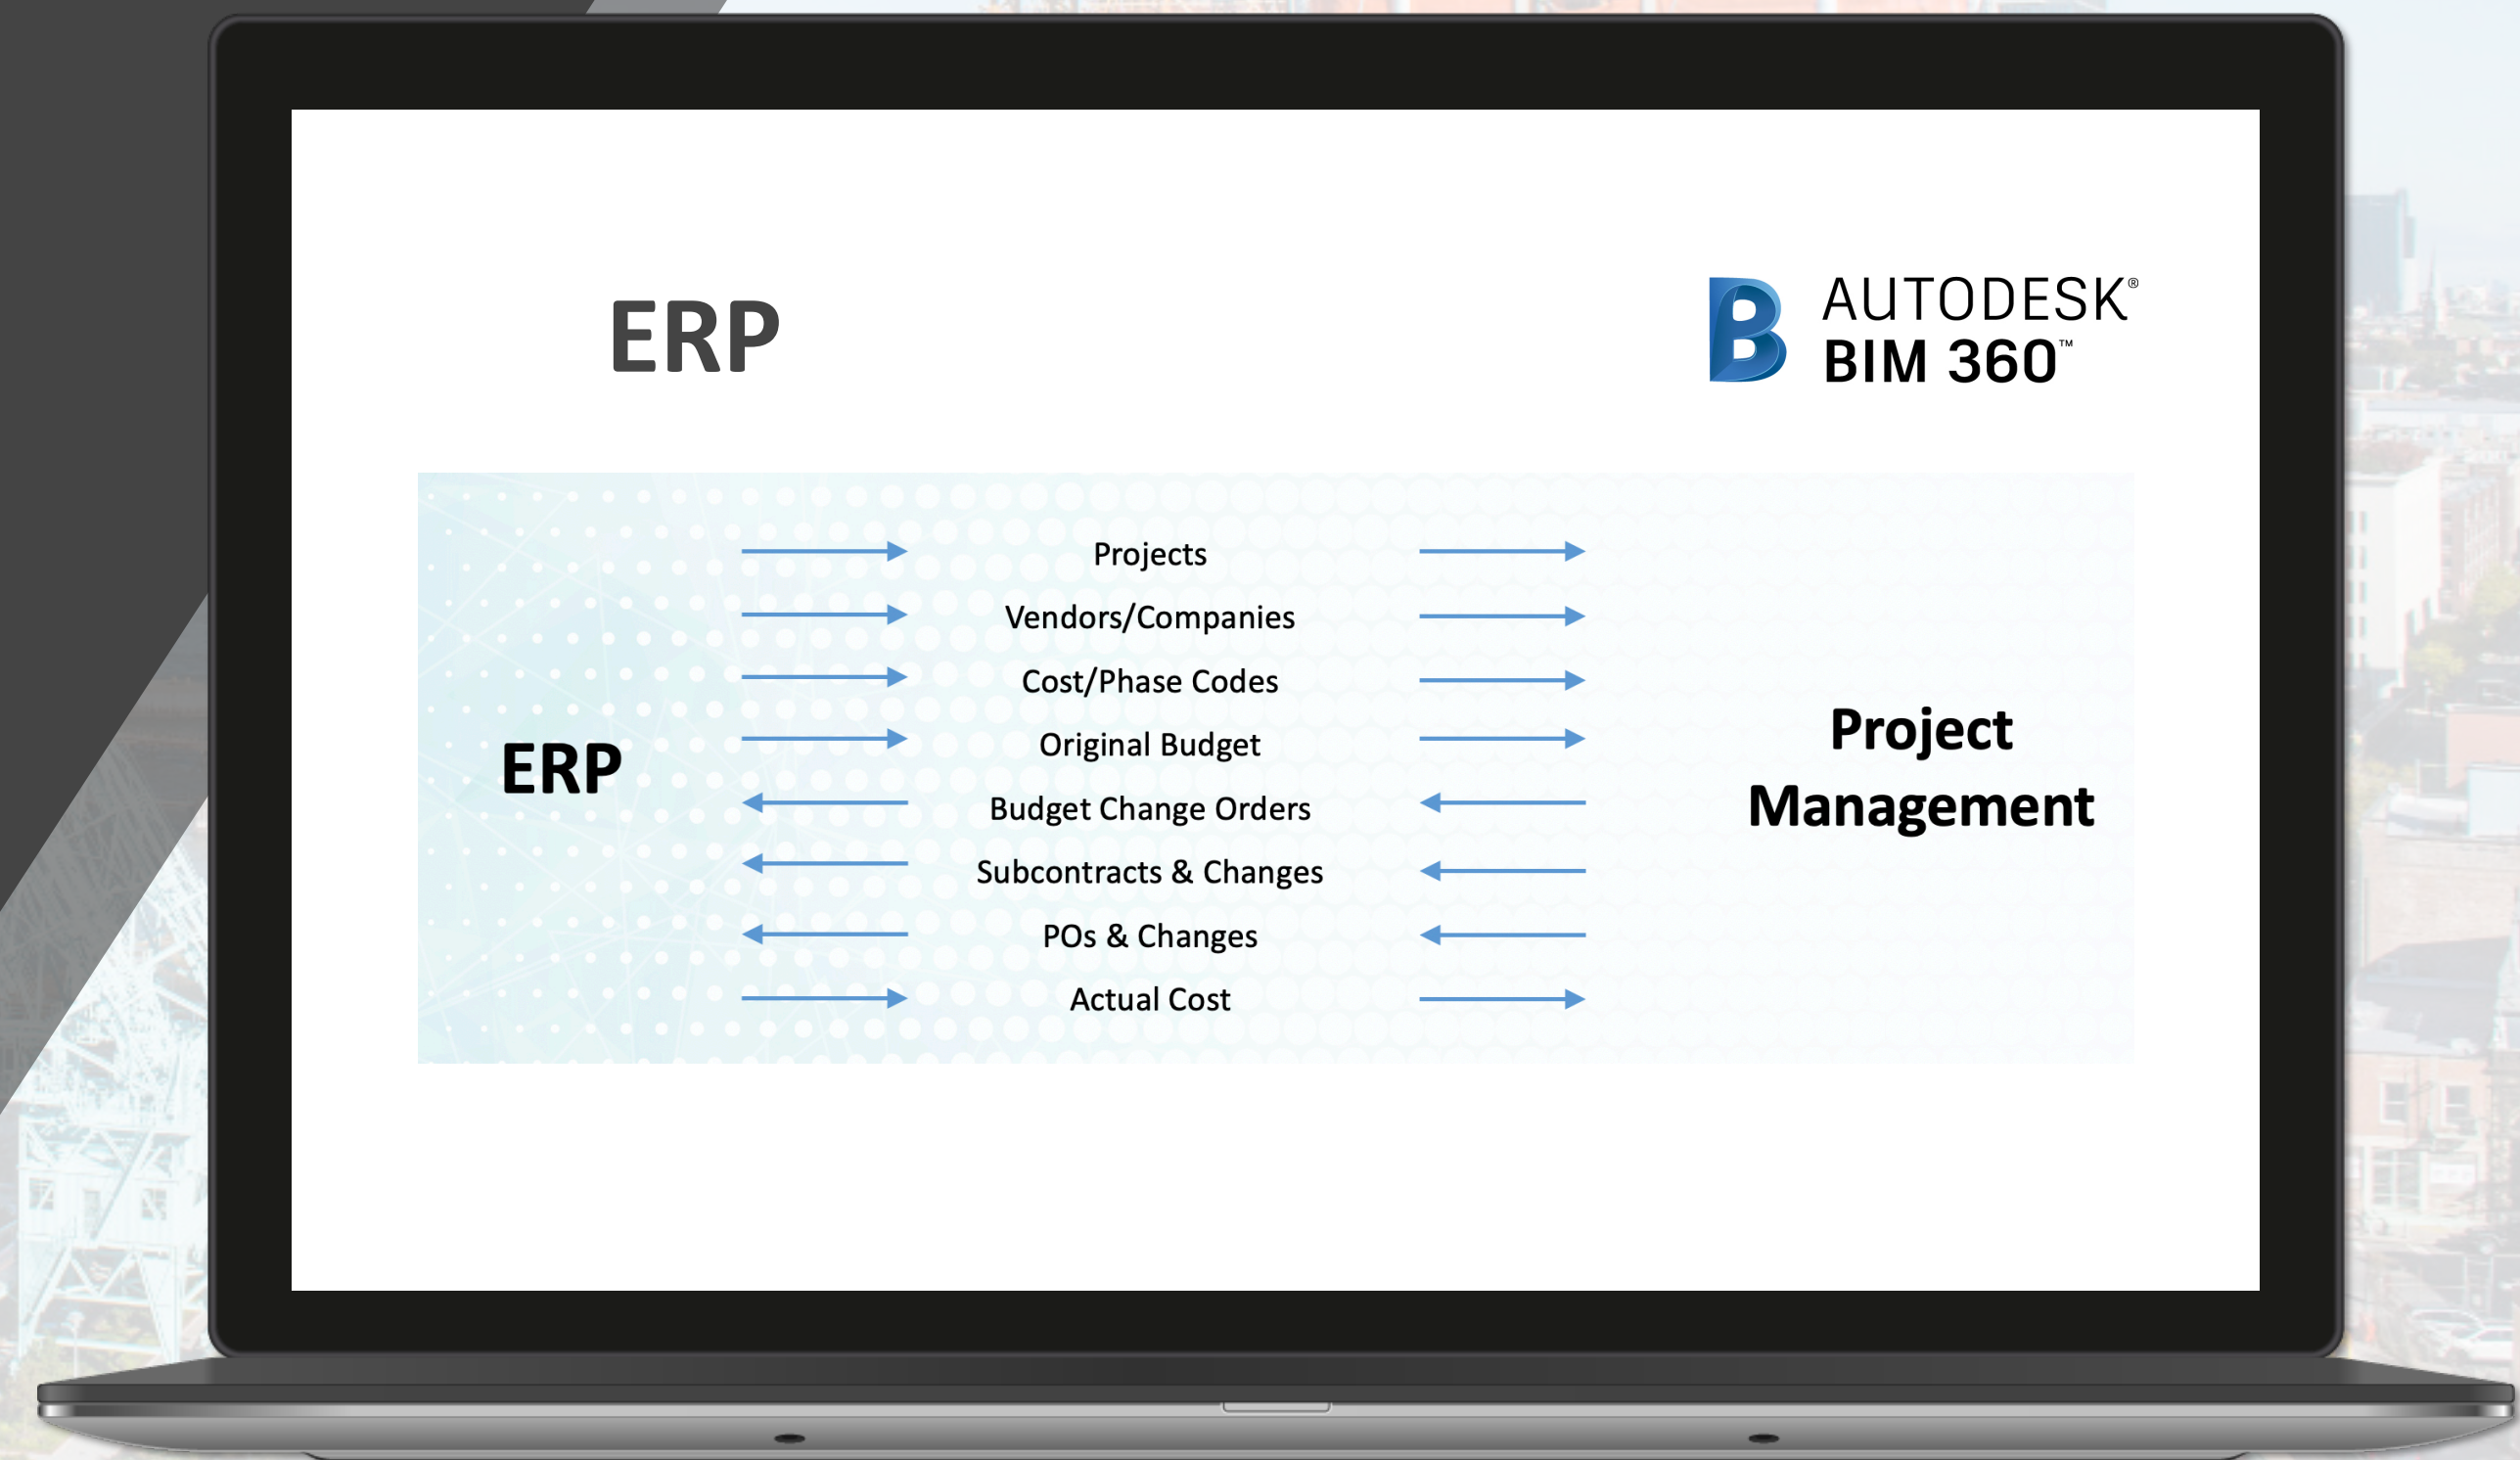 ERP
AUTODESK®
BIM 360™
Projects
Vendors/Companies
Cost/Phase Codes
Original Budget
Budget Change Orders
Subcontracts & Changes
POs & Changes
Actual Cost
ERP
Project
Management